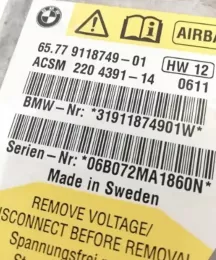 AIRBA
65.77 9118749-01 HW 12
ACSM 220 4391-14 0611
BMW-Nr: *31911874901W*
Serien-Nr: *06B072MA1860N*
Made in Sweden
REMOVE VOLTAGE/
ISCONNECT BEFORE REMOVAL
Spannungsfrei